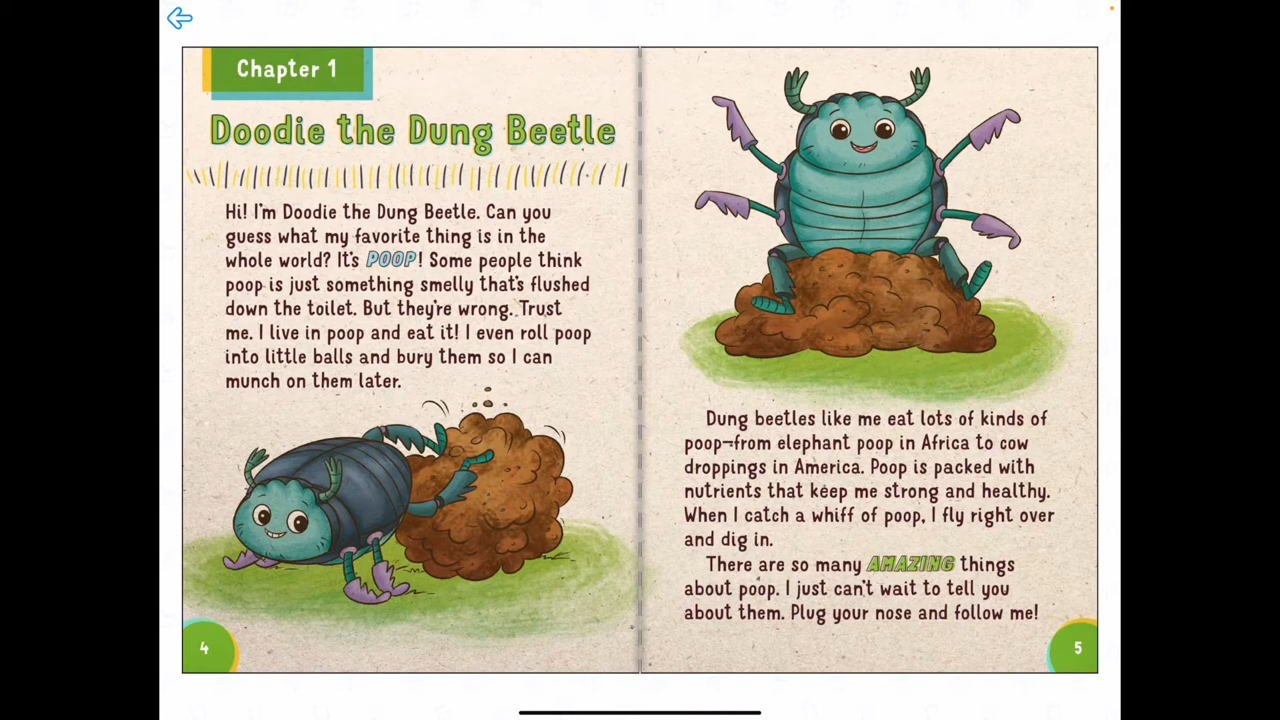 Chapter 1
Doodie the Dung Beetle
Hi! I'm Doodie the Dung Beetle. Can you
guess what my favorite thing is in the
whole world? It's POOP! Some people think
poop is just something smelly that's flushed
down the toilet. But they're wrong. Trust
me. I live in poop and eat it! I even roll poop
into little balls and bury them so I can
munch on them later.
4
Dung beetles like me eat lots of kinds of
poop—from elephant poop in Africa to cow
droppings in America. Poop is packed with
nutrients that keep me strong and healthy.
When I catch a whiff of poop, I fly right over
and dig in.
There are so many AMAZING things
about poop. I just can't wait to tell you
about them. Plug your nose and follow me!
5